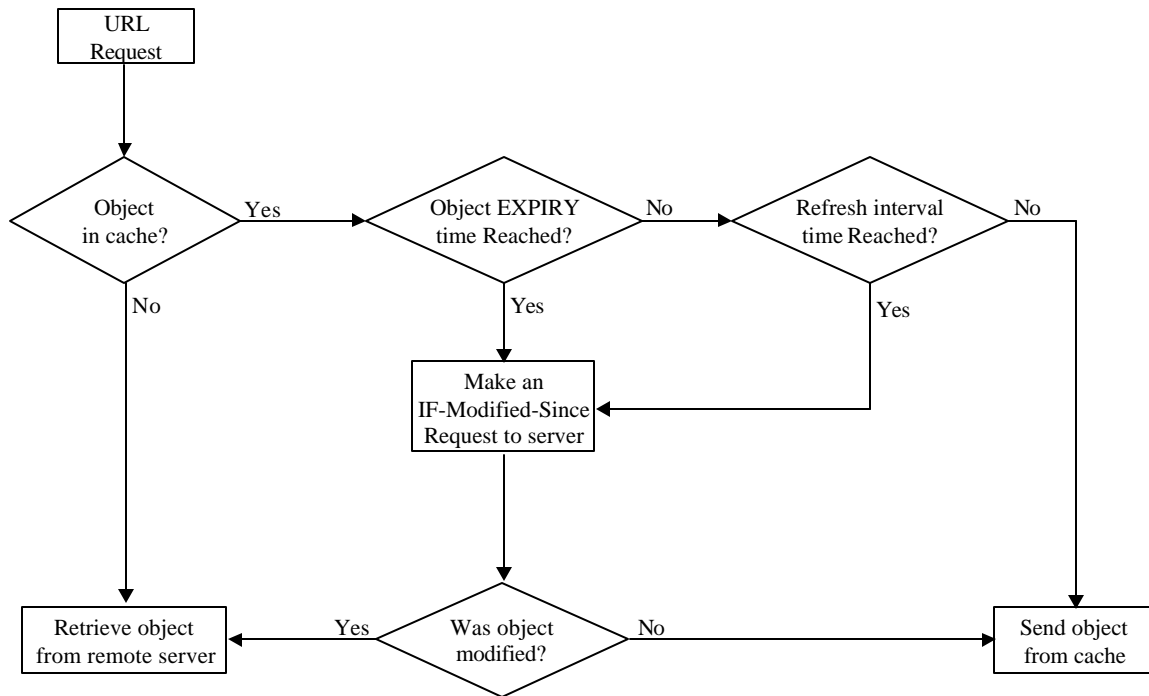 URL
Request
Object
in cache?
Yes
Object EXPIRY
time Reached?
No
Refresh interval
time Reached?
No
No
Yes
Yes
Make an
IF-Modified-Since
Request to server
Retrieve object
from remote server
Yes
Was object
modified?
No
Send object
from cache